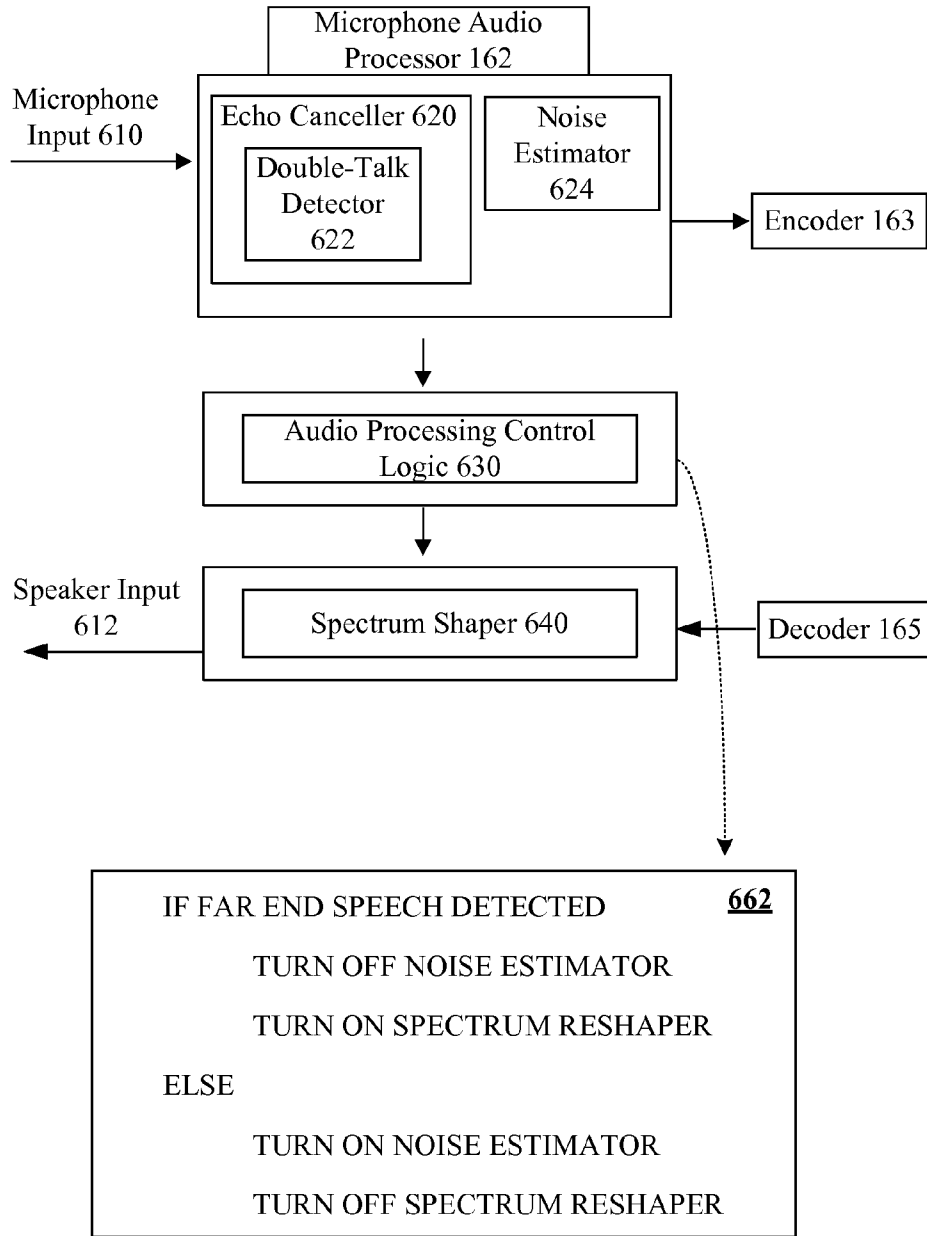 Microphone Audio
Processor 162
Microphone
Input 610
Echo Canceller 620
Double-Talk
Detector
622
Noise
Estimator
624
Encoder 163
Audio Processing Control
Logic 630
Speaker Input
612
Spectrum Shaper 640
Decoder 165
662
IF FAR END SPEECH DETECTED
TURN OFF NOISE ESTIMATOR
TURN ON SPECTRUM RESHAPER
ELSE
TURN ON NOISE ESTIMATOR
TURN OFF SPECTRUM RESHAPER